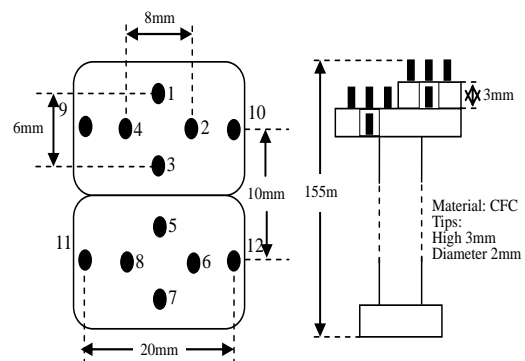 8mm
1
9
10
4
2
6mm
3
3mm
10mm
155m
5
11
12
8
6
7
20mm
Material: CFC
Tips:
High 3mm
Diameter 2mm